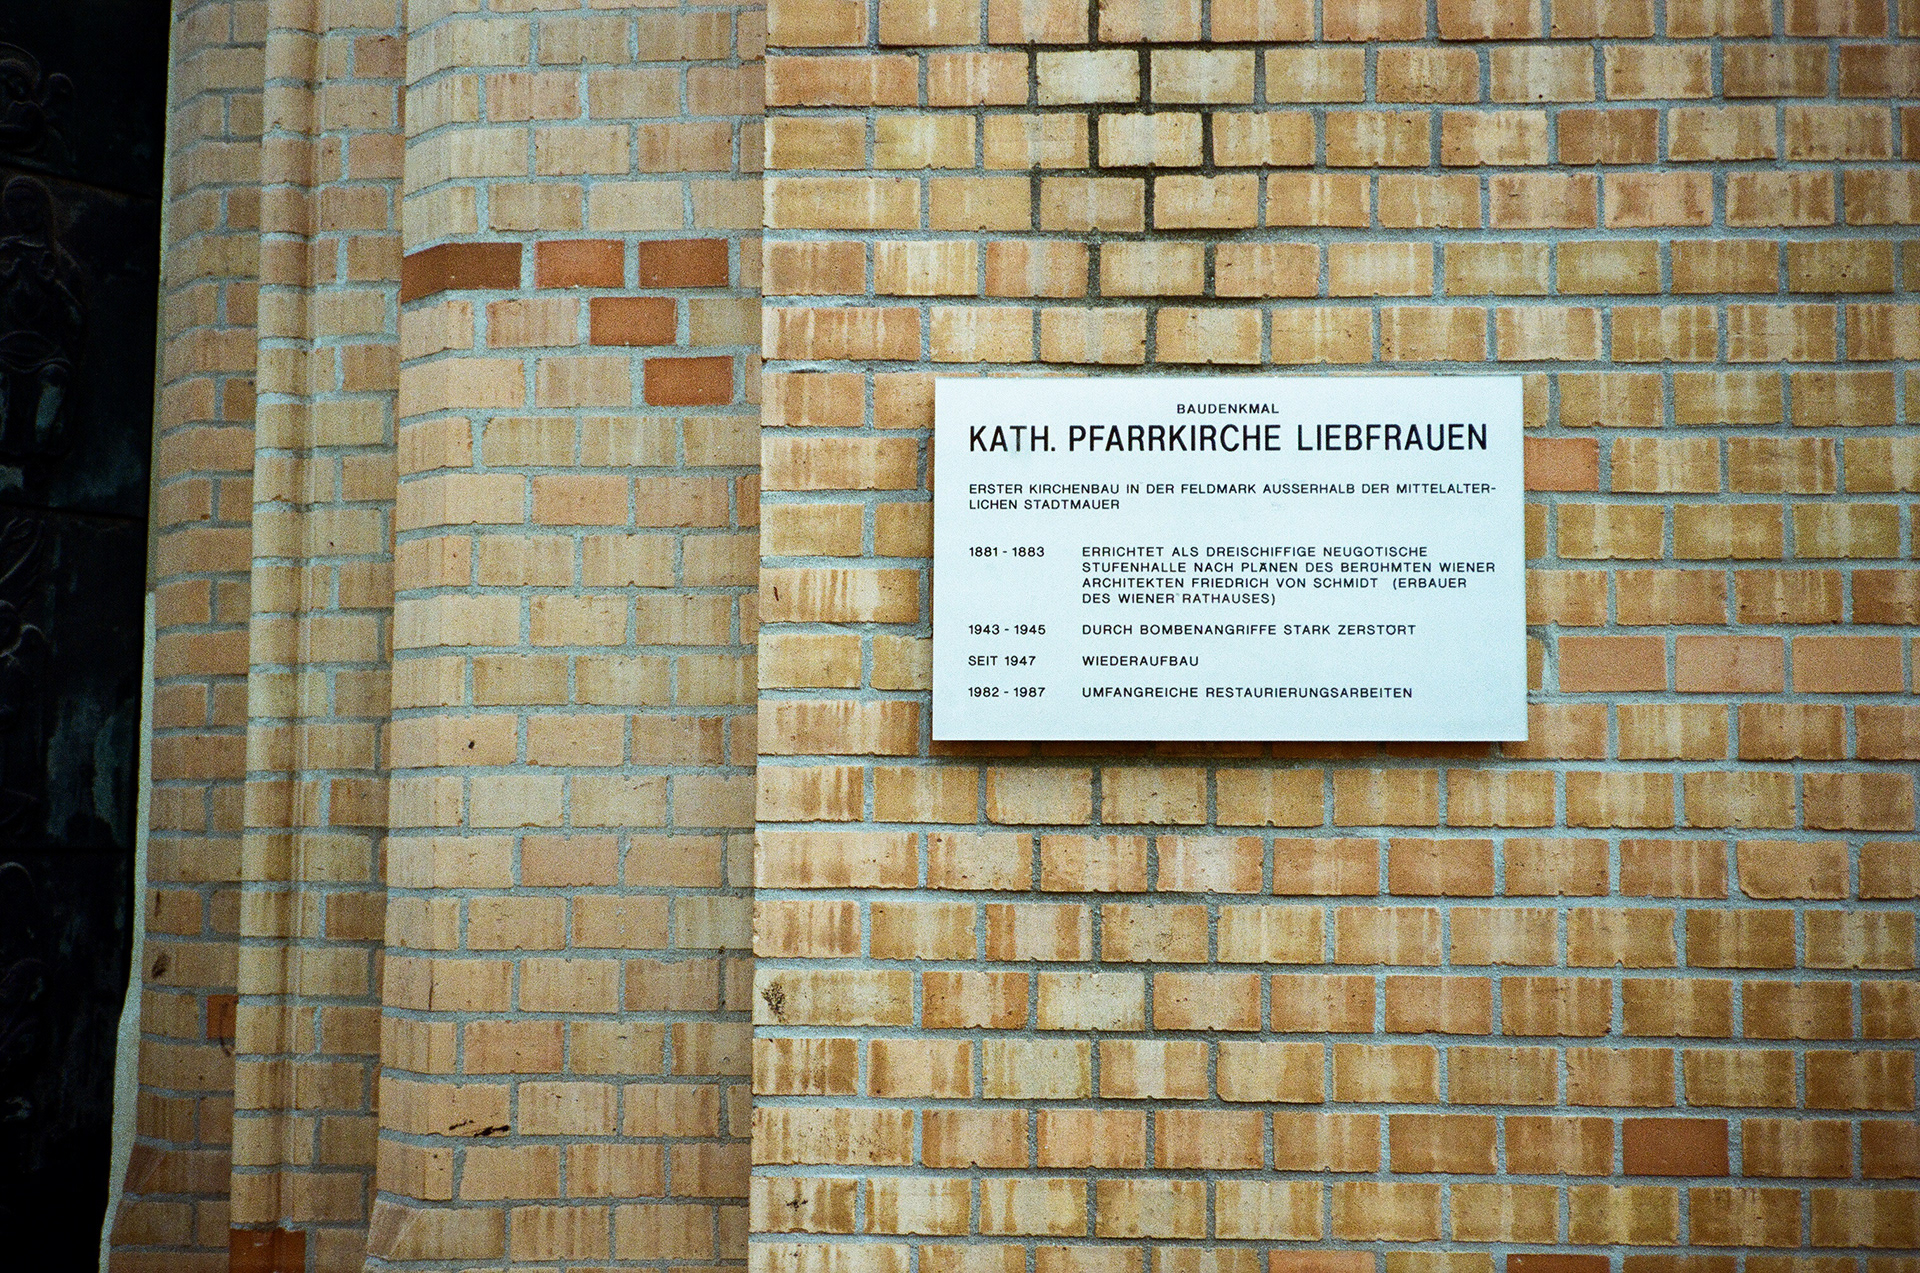 BAUDENKMAL
KATH. PFARRKIRCHE LIEBFRAUEN
ERSTER KIRCHENBAU IN DER FELDMARK AUSSERHALB DER MITTELALTER-
LICHEN STADTMAUER
1881 - 1883 ERRICHTET ALS DREISCHIFFIGE NEUGOTISCHE
STUFENHALLE NACH PLÄNEN DES BERÜHMTEN WIENER
ARCHITEKTEN FRIEDRICH VON SCHMIDT (ERBAUER
DES WIENER RATHAUSES)
1943 - 1945 DURCH BOMBENANGRIFFE STARK ZERSTÖRT
SEIT 1947 WIEDERAUFBAU
1982 - 1987 UMFANGREICHE RESTAURIERUNGSARBEITEN